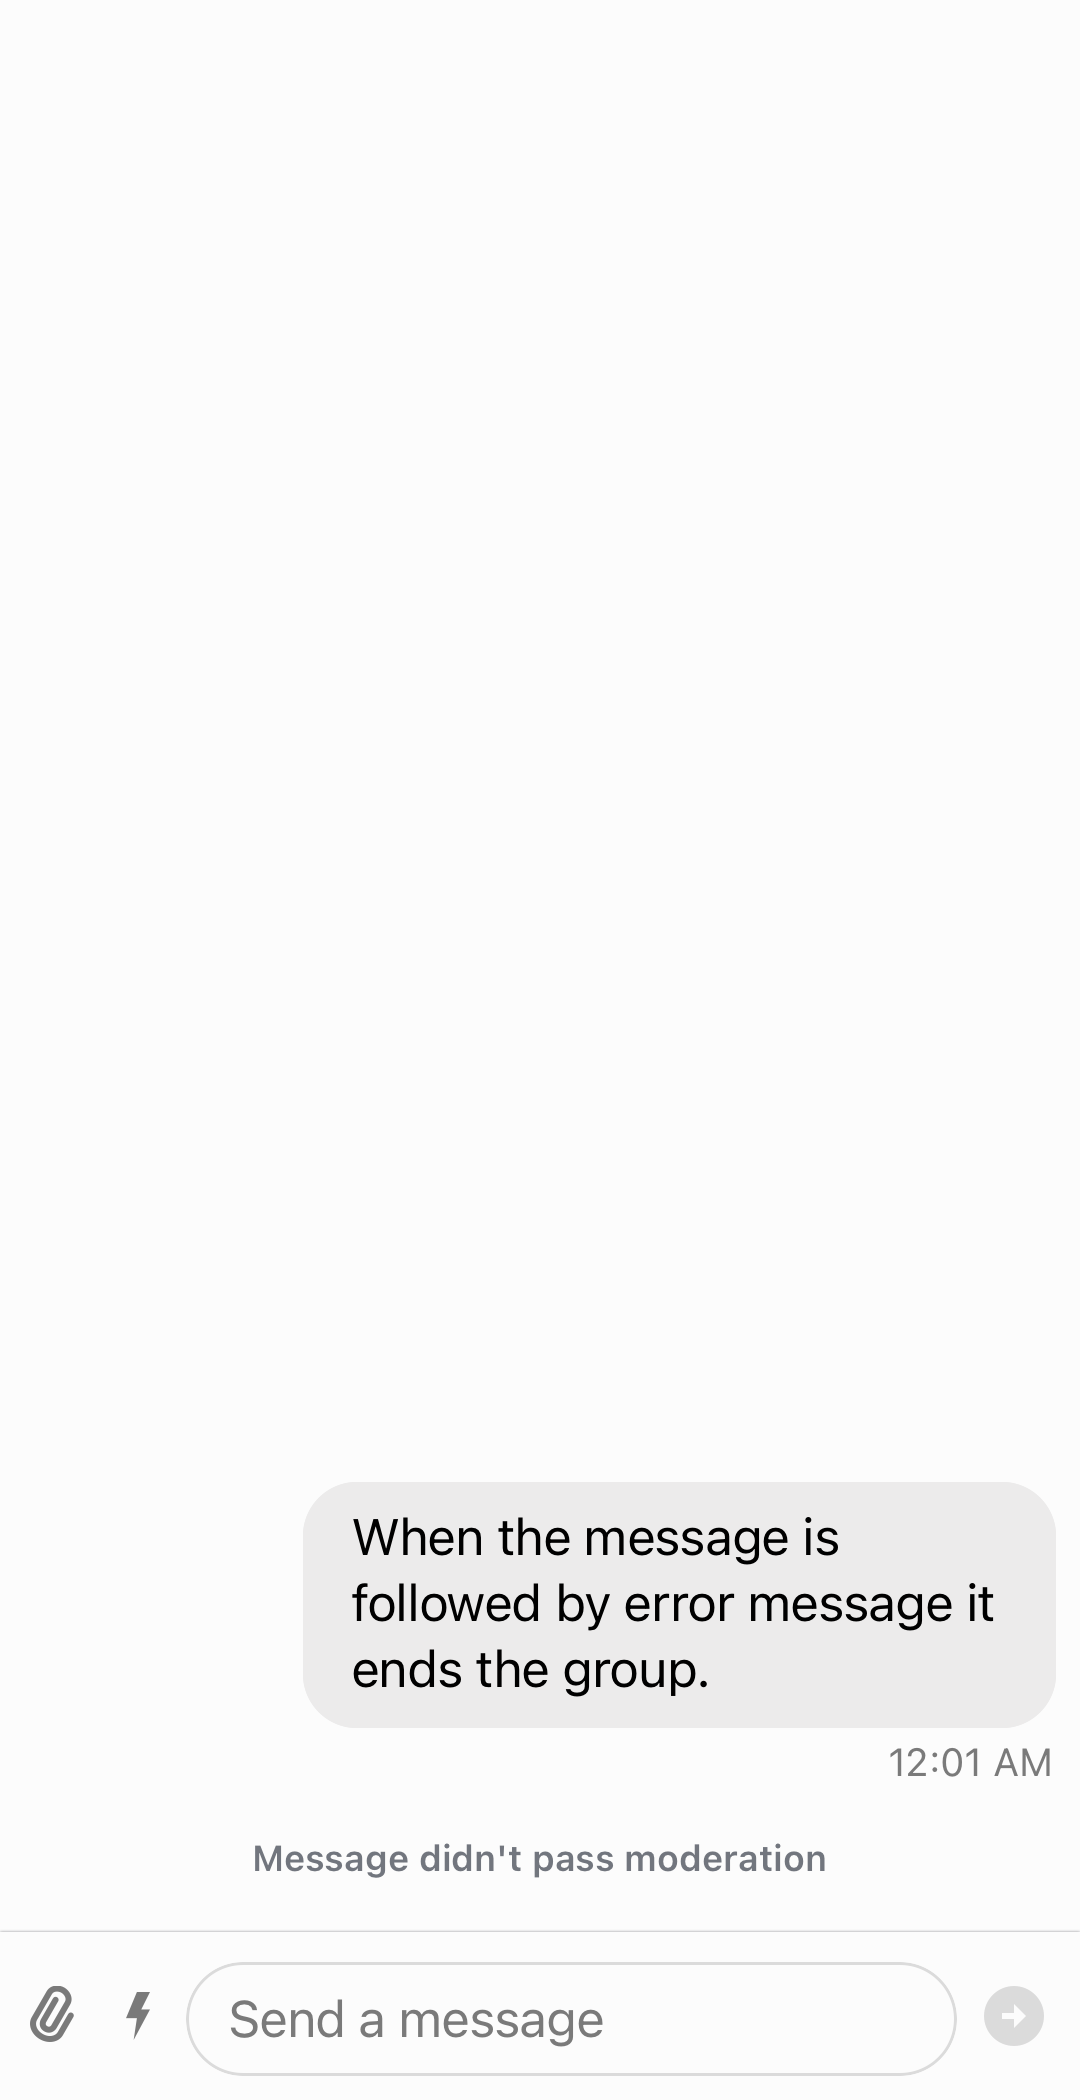 When the message is
followed by error message it
ends the group.
12:01 AM
Message didn't pass moderation
Send a message